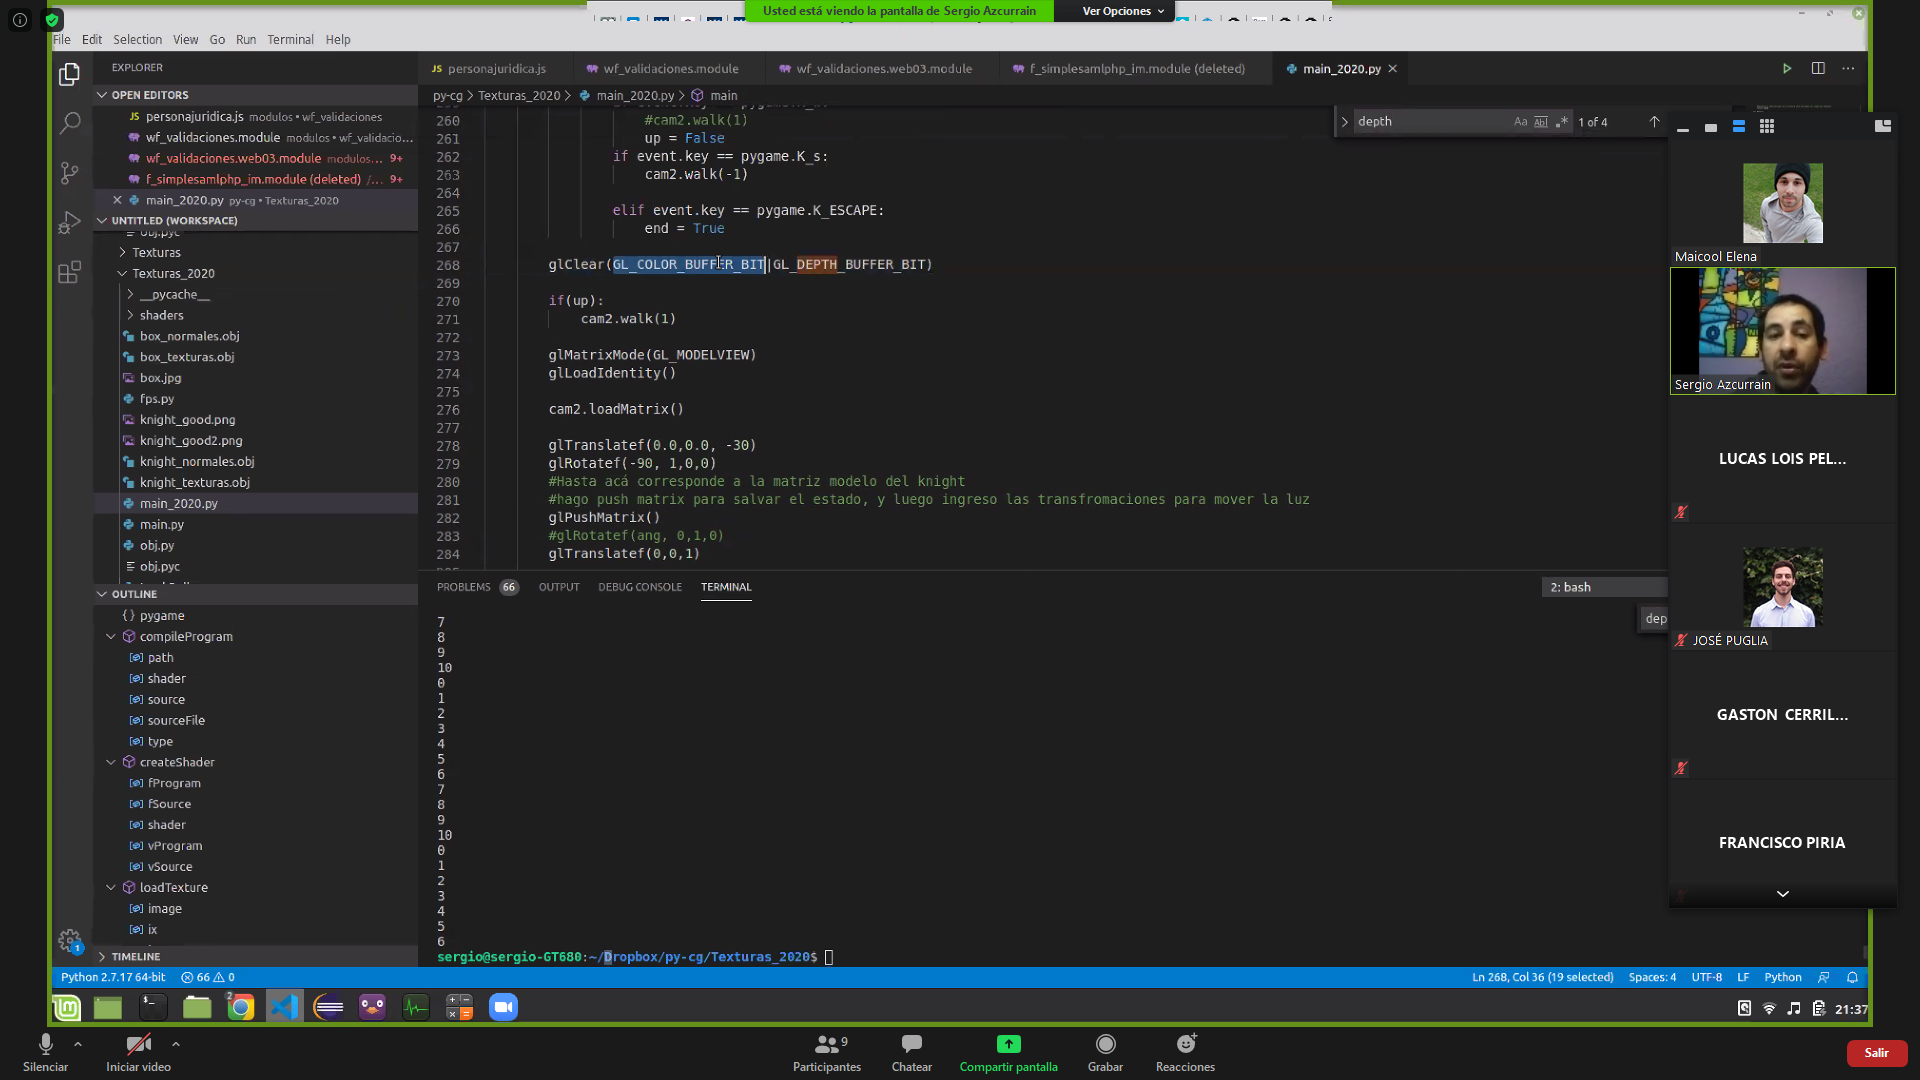 Usted está viendo la pantalla de Sergio Azcurrain
Ver Opciones
File Edit Selection View Go Run Terminal Help
EXPLORER
OPEN EDITORS
JS personajuridica.js modulos • wf_validaciones
wf_validaciones.module modulos • wf_validacio...
wf_validaciones.web03.module modulos... 9+
f_simplesamlphp_im.module (deleted) /... 9+
main_2020.py py-cg • Texturas_2020
UNTITLED (WORKSPACE)
obj.pyc
Texturas
Texturas_2020
__pycache__
shaders
box_normales.obj
box_texturas.obj
box.jpg
fps.py
knight_good.png
knight_good2.png
knight_normales.obj
knight_texturas.obj
main_2020.py
main.py
obj.py
obj.pyc
OUTLINE
{} pygame
compileProgram
path
shader
source
sourceFile
type
createShader
fProgram
fSource
shader
vProgram
vSource
loadTexture
image
ix
TIMELINE
JS personajuridica.js
wf_validaciones.module
wf_validaciones.web03.module
f_simplesamlphp_im.module (deleted)
main_2020.py
py-cg > Texturas_2020 > main_2020.py > main
depth
Aa Abl .*
1 of 4
260 #cam2.walk(1)
261 up = False
262 if event.key == pygame.K_s:
263 cam2.walk(-1)
264
265 elif event.key == pygame.K_ESCAPE:
266 end = True
267
268 glClear(GL_COLOR_BUFFER_BIT|GL_DEPTH_BUFFER_BIT)
269
270 if(up):
271 cam2.walk(1)
272
273 glMatrixMode(GL_MODELVIEW)
274 glLoadIdentity()
275
276 cam2.loadMatrix()
277
278 glTranslatef(0.0,0.0, -30)
279 glRotatef(-90, 1,0,0)
280 #Hasta acá corresponde a la matriz modelo del knight
281 #hago push matrix para salvar el estado, y luego ingreso las transfromaciones para mover la luz
282 glPushMatrix()
283 #glRotatef(ang, 0,1,0)
284 glTranslatef(0,0,1)
PROBLEMS 66 OUTPUT DEBUG CONSOLE TERMINAL
2: bash
dep
7
8
9
10
0
1
2
3
4
5
6
7
8
9
10
0
1
2
3
4
5
6
sergio@sergio-GT680:~/Dropbox/py-cg/Texturas_2020$
Python 2.7.17 64-bit 66 0
Ln 268, Col 36 (19 selected) Spaces: 4 UTF-8 LF Python
1
2
21:37
Maicool Elena
Sergio Azcurrain
LUCAS LOIS PEL...
JOSÉ PUGLIA
GASTON CERRIL...
FRANCISCO PIRIA
Silenciar
Iniciar video
9
Participantes
Chatear
Compartir pantalla
Grabar
Reacciones
Salir